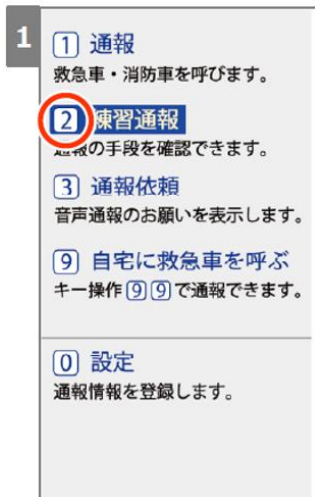 1
1 通報
救急車・消防車を呼びます。
2 練習通報
通報の手段を確認できます。
3 通報依頼
音声通報のお願いを表示します。
9 自宅に救急車を呼ぶ
キー操作99で通報できます。
0 設定
通報情報を登録します。